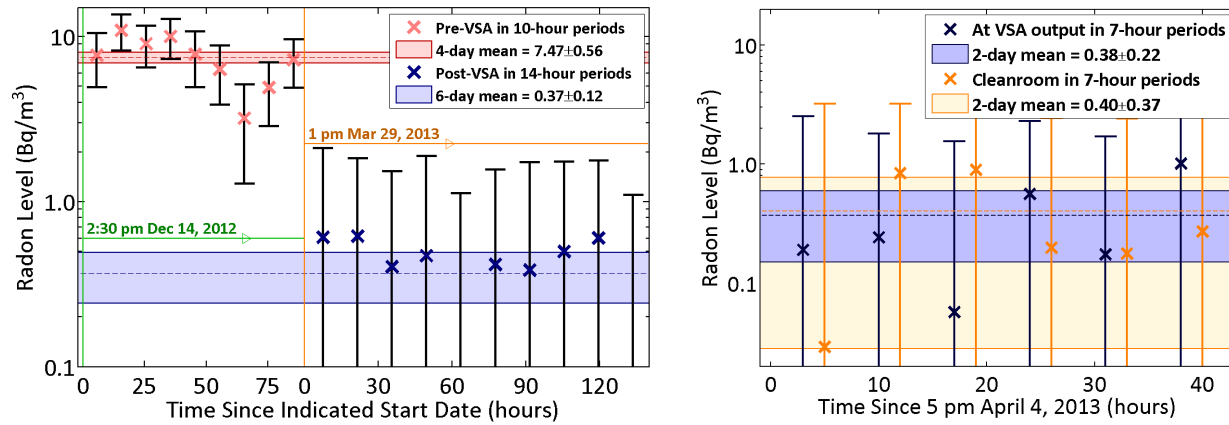 Radon Level (Bq/m³)
10
1.0
0.1
Pre-VSA in 10-hour periods
4-day mean = 7.47±0.56
Post-VSA in 14-hour periods
6-day mean = 0.37±0.12
1 pm Mar 29, 2013
2:30 pm Dec 14, 2012
0 25 50 75 0 30 60 90 120
Time Since Indicated Start Date (hours)
Radon Level (Bq/m³)
10
1.0
0.1
At VSA output in 7-hour periods
2-day mean = 0.38±0.22
Cleanroom in 7-hour periods
2-day mean = 0.40±0.37
0 10 20 30 40
Time Since 5 pm April 4, 2013 (hours)